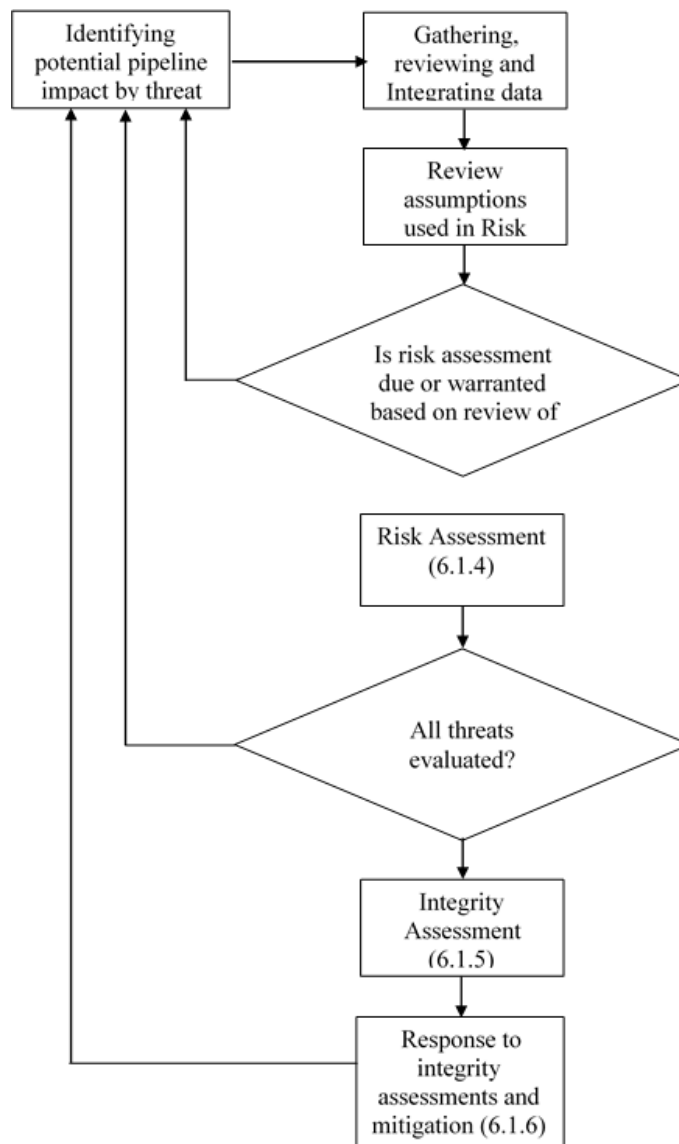 Identifying
potential pipeline
impact by threat
Gathering,
reviewing and
Integrating data
Review
assumptions
used in Risk
Is risk assessment
due or warranted
based on review of
Risk Assessment
(6.1.4)
All threats
evaluated?
Integrity
Assessment
(6.1.5)
Response to
integrity
assessments and
mitigation (6.1.6)